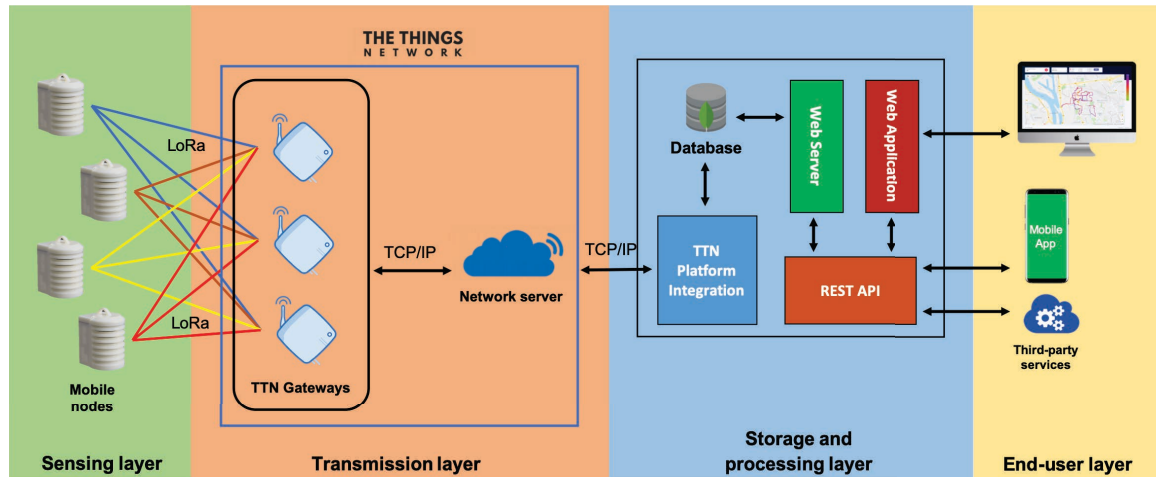 THE THINGS
NETWORK
LoRa
LoRa
Mobile
nodes
TTN Gateways
TCP/IP
Network server
TCP/IP
Database
Web Server
Web Application
TTN
Platform
Integration
REST API
Mobile
App
Third-party
services
Sensing layer
Transmission layer
Storage and
processing layer
End-user layer